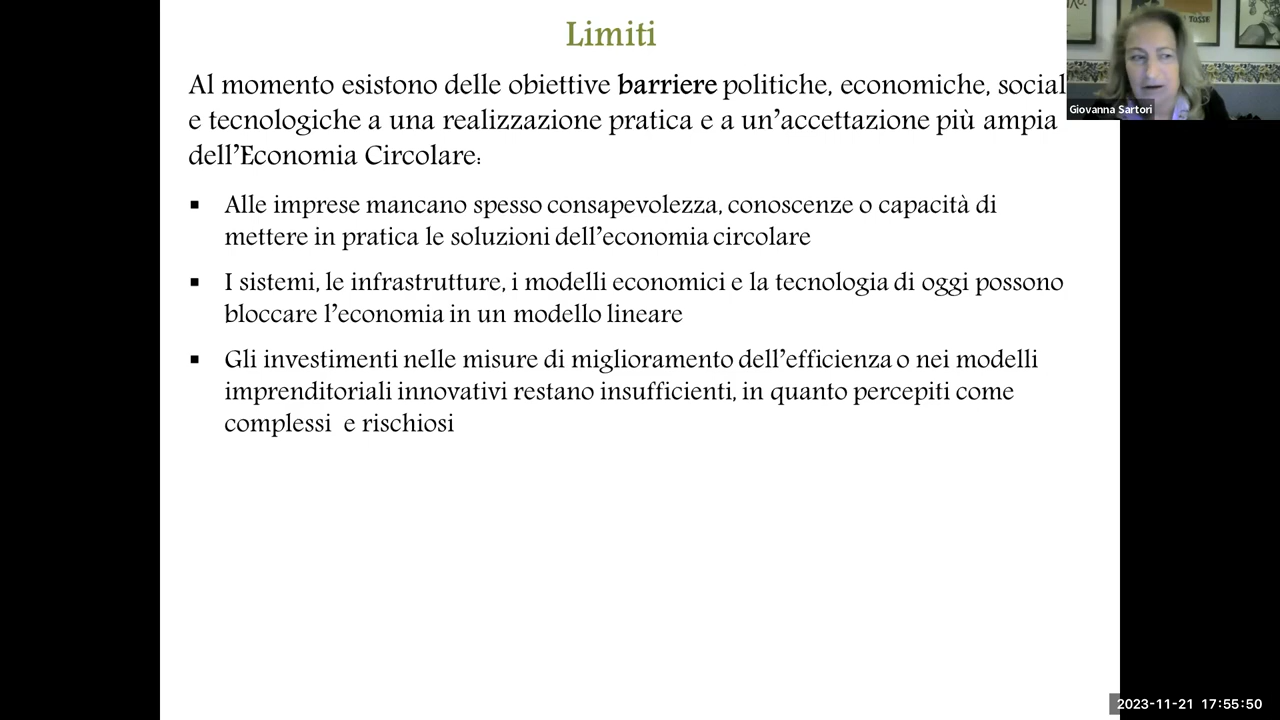 Limiti
Al momento esistono delle obiettive barriere politiche, economiche, social
e tecnologiche a una realizzazione pratica e a un’accettazione più ampia
dell’Economia Circolare:
▪ Alle imprese mancano spesso consapevolezza, conoscenze o capacità di
mettere in pratica le soluzioni dell’economia circolare
▪ I sistemi, le infrastrutture, i modelli economici e la tecnologia di oggi possono
bloccare l’economia in un modello lineare
▪ Gli investimenti nelle misure di miglioramento dell’efficienza o nei modelli
imprenditoriali innovativi restano insufficienti, in quanto percepiti come
complessi  e rischiosi
TOSSE
Giovanna Sartori
2023-11-21 17:55:50